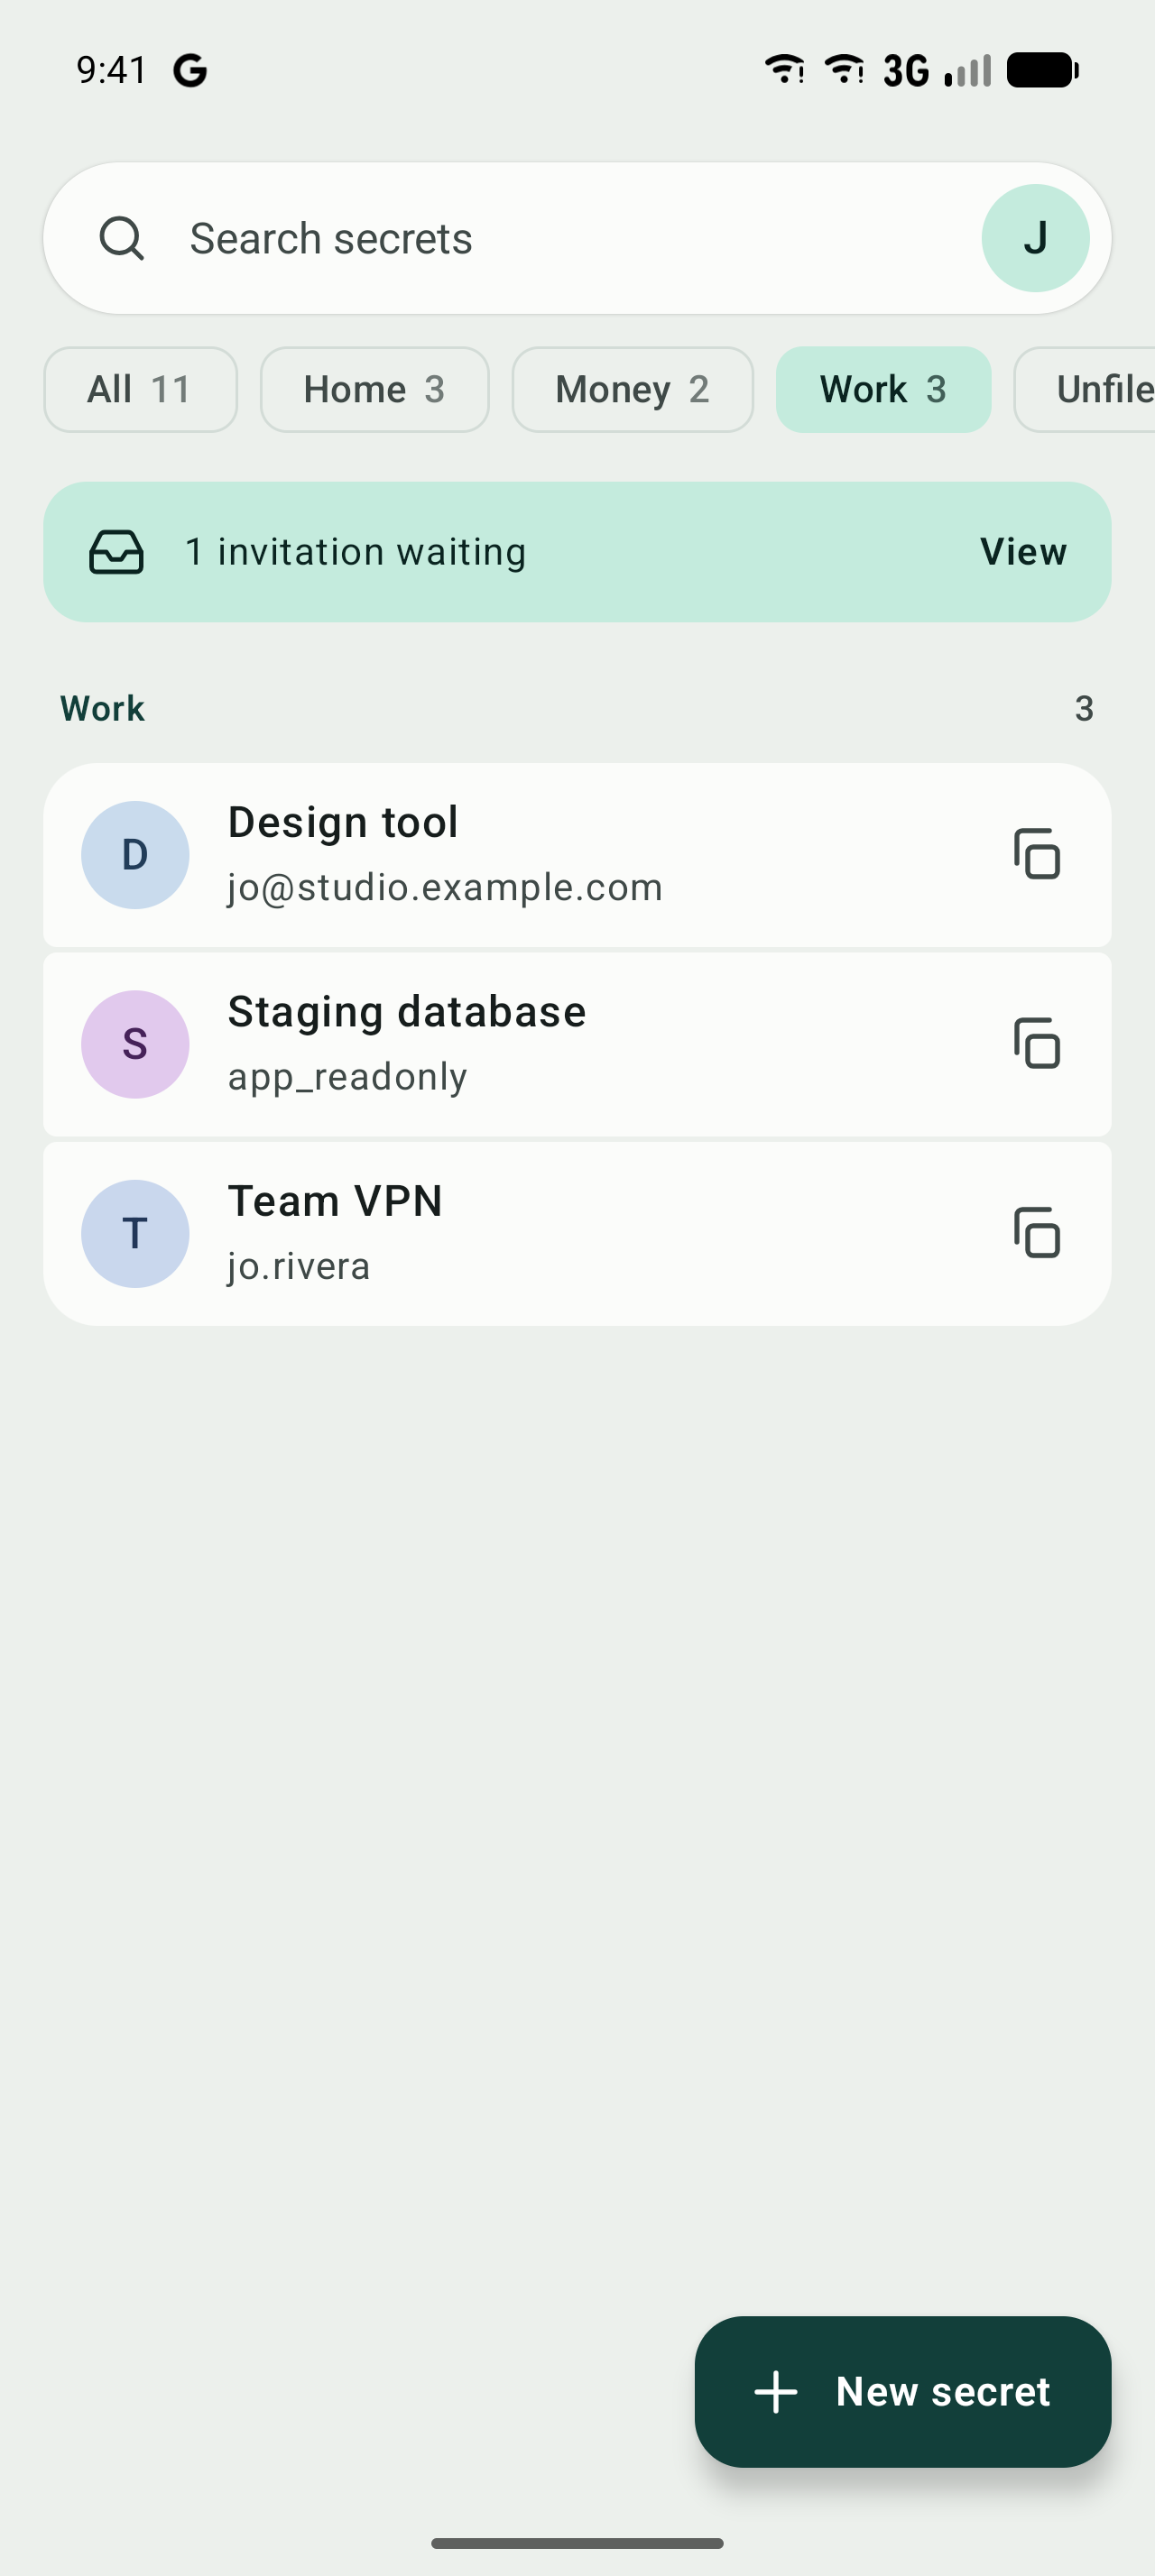 9:41 G 3G
Search secrets J
All 11 Home 3 Money 2 Work 3 Unfile
1 invitation waiting View
Work 3
D Design tool
jo@studio.example.com
S Staging database
app_readonly
T Team VPN
jo.rivera
New secret